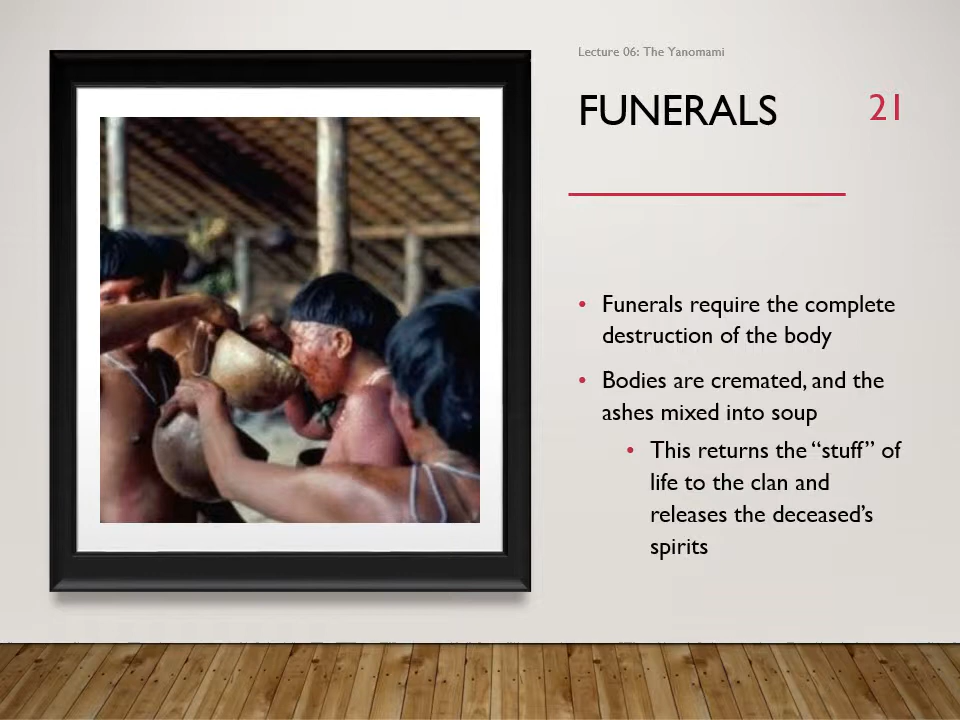 Lecture 06: The Yanomami
FUNERALS
21
• Funerals require the complete
destruction of the body
• Bodies are cremated, and the
ashes mixed into soup
• This returns the “stuff” of
life to the clan and
releases the deceased’s
spirits